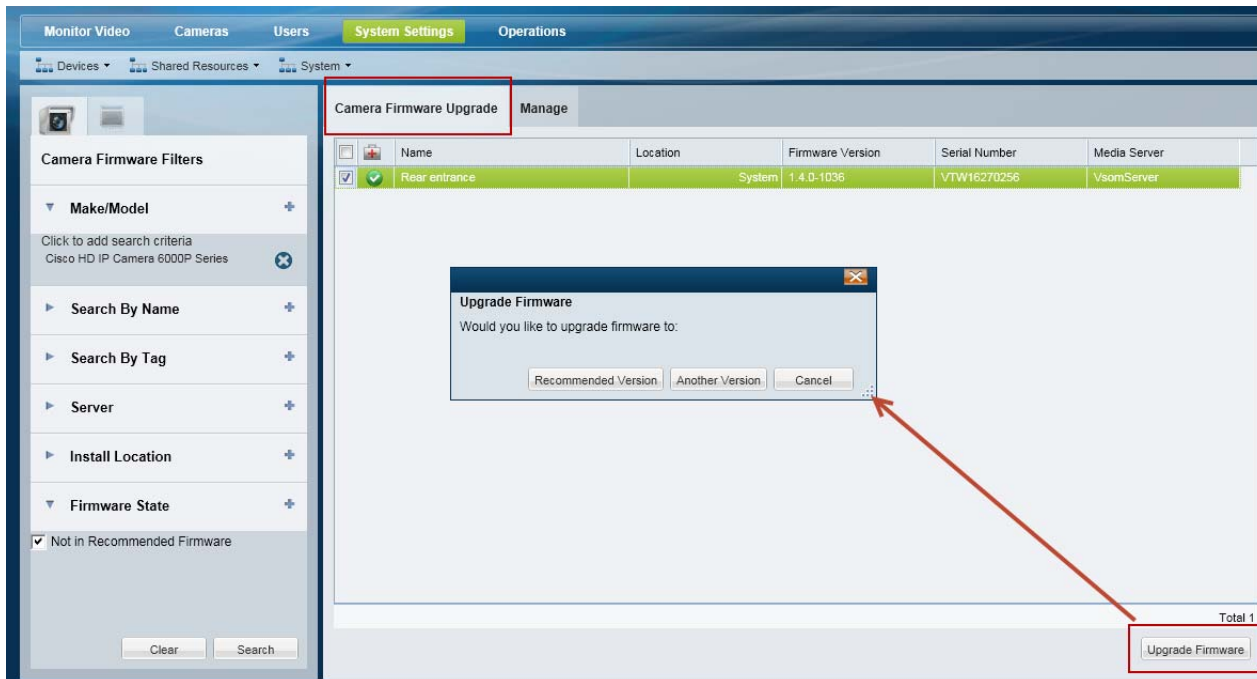 Monitor Video Cameras Users System Settings Operations
Devices Shared Resources System
Camera Firmware Filters
Make/Model
Click to add search criteria
Cisco HD IP Camera 6000P Series
Search By Name
Search By Tag
Server
Install Location
Firmware State
Not in Recommended Firmware
Clear Search
Camera Firmware Upgrade Manage
Name Location Firmware Version Serial Number Media Server
Rear entrance System 1.4.0-1036 VTW16270256 VsomServer
Upgrade Firmware
Would you like to upgrade firmware to:
Recommended Version Another Version Cancel
Total 1
Upgrade Firmware